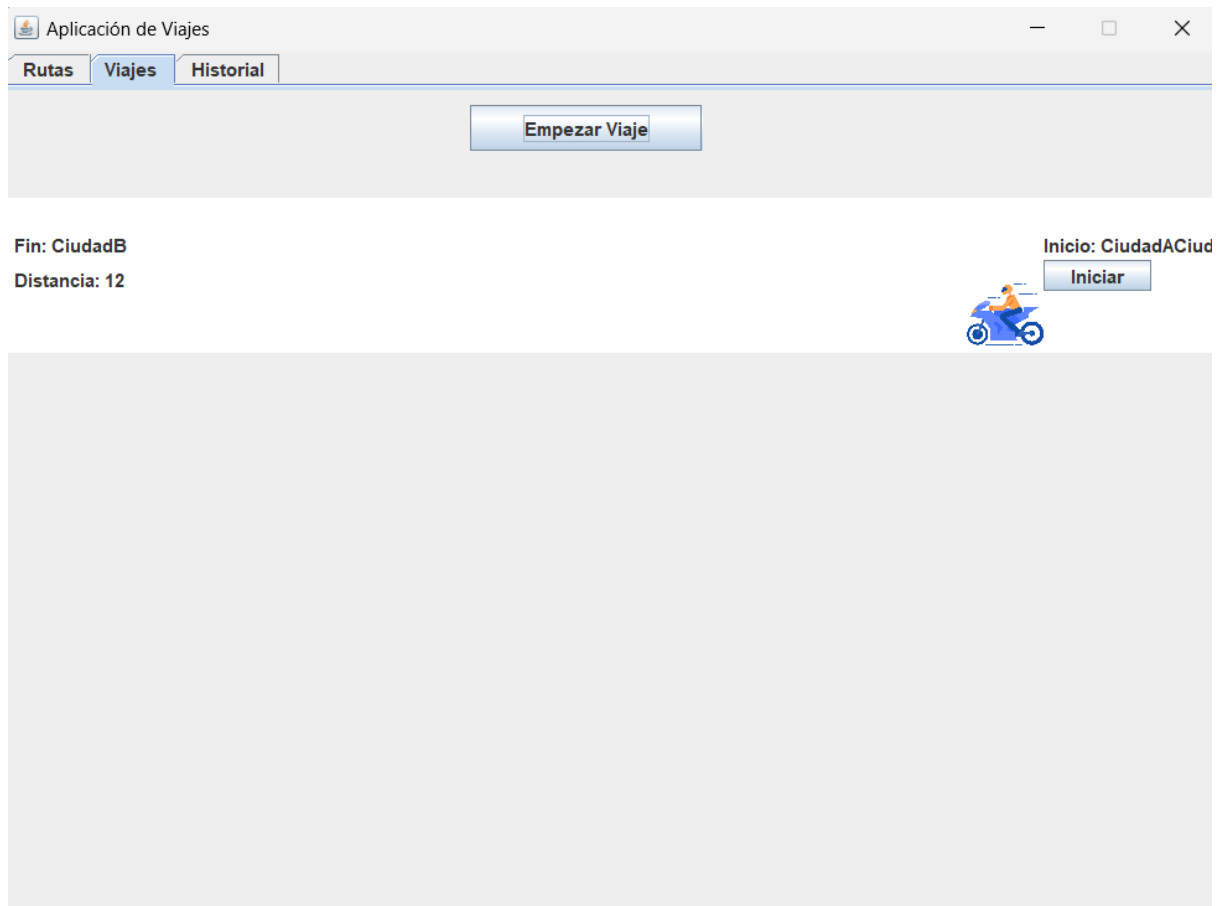 Aplicación de Viajes
Rutas Viajes Historial
Empezar Viaje
Fin: CiudadB Inicio: CiudadACiud
Distancia: 12 Iniciar